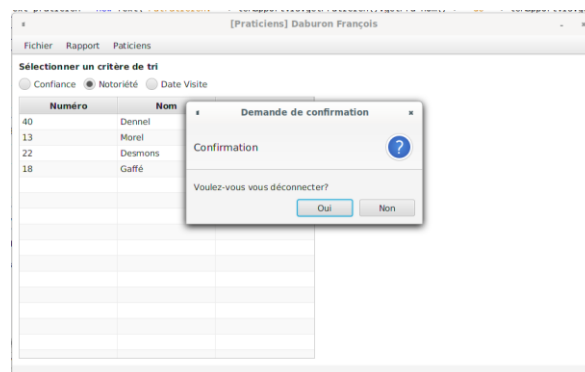 [Praticiens] Daburon François
Fichier Rapport Paticiens
Sélectionner un critère de tri
Confiance Notoriété Date Visite
Numéro Nom
40 Dennel
13 Morel
22 Desmons
18 Gaffé
Demande de confirmation
Confirmation
Voulez-vous vous déconnecter?
Oui Non